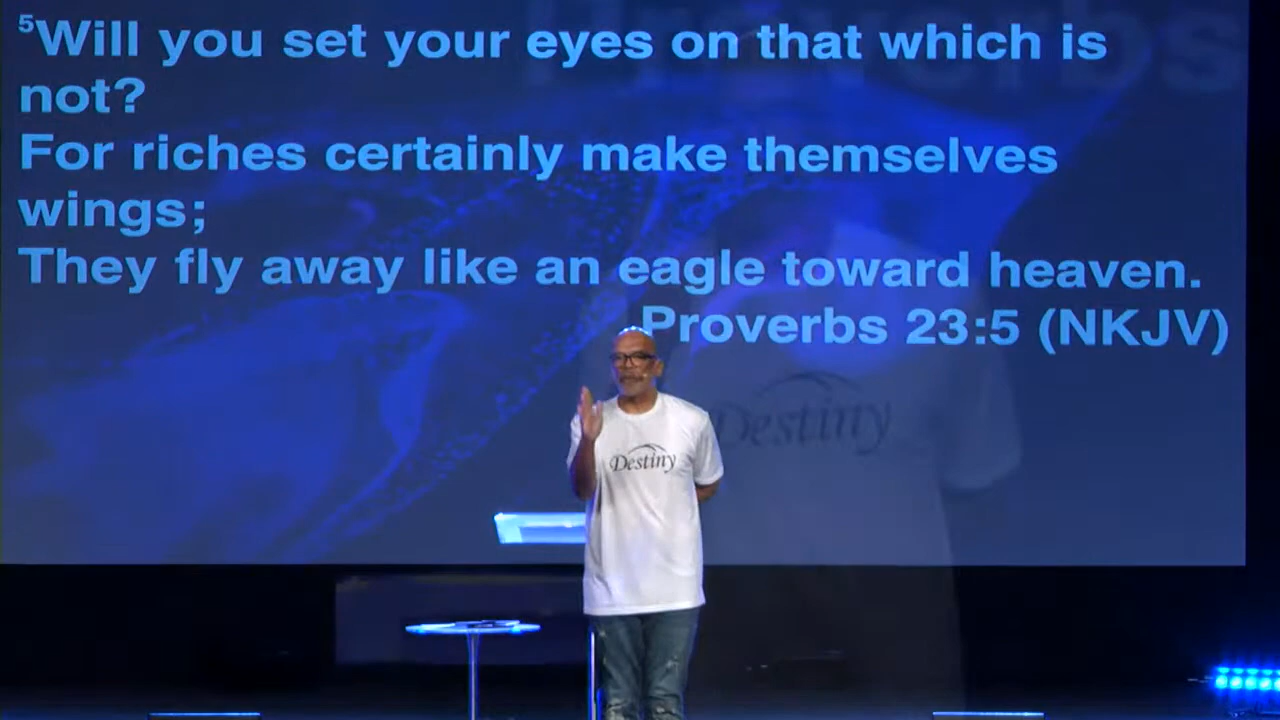 ⁵Will you set your eyes on that which is
not?
For riches certainly make themselves
wings;
They fly away like an eagle toward heaven.
Proverbs 23:5 (NKJV)
Proverbs
Destiny
Destiny